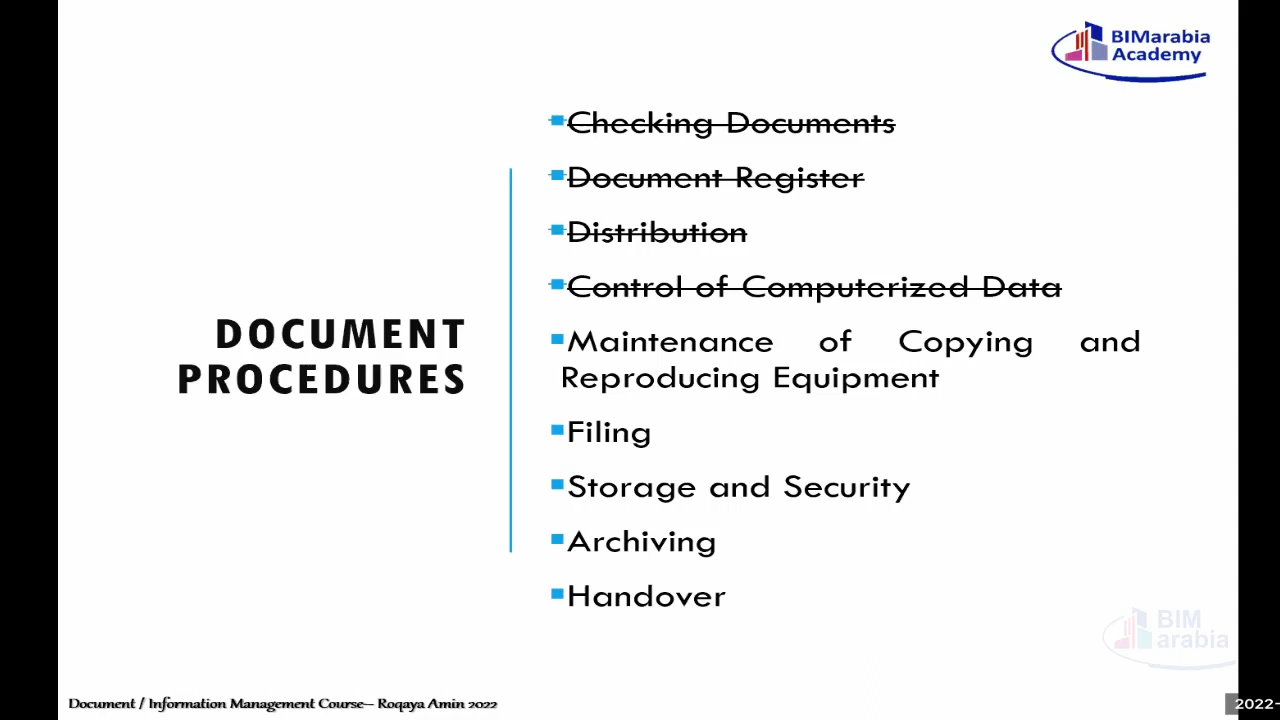 BIMarabia
Academy
Checking Documents
Document Register
Distribution
Control of Computerized Data
DOCUMENT
PROCEDURES
Maintenance of Copying and
Reproducing Equipment
Filing
Storage and Security
Archiving
Handover
BIM
arabia
Document / Information Management Course– Roqaya Amin 2022
2022-